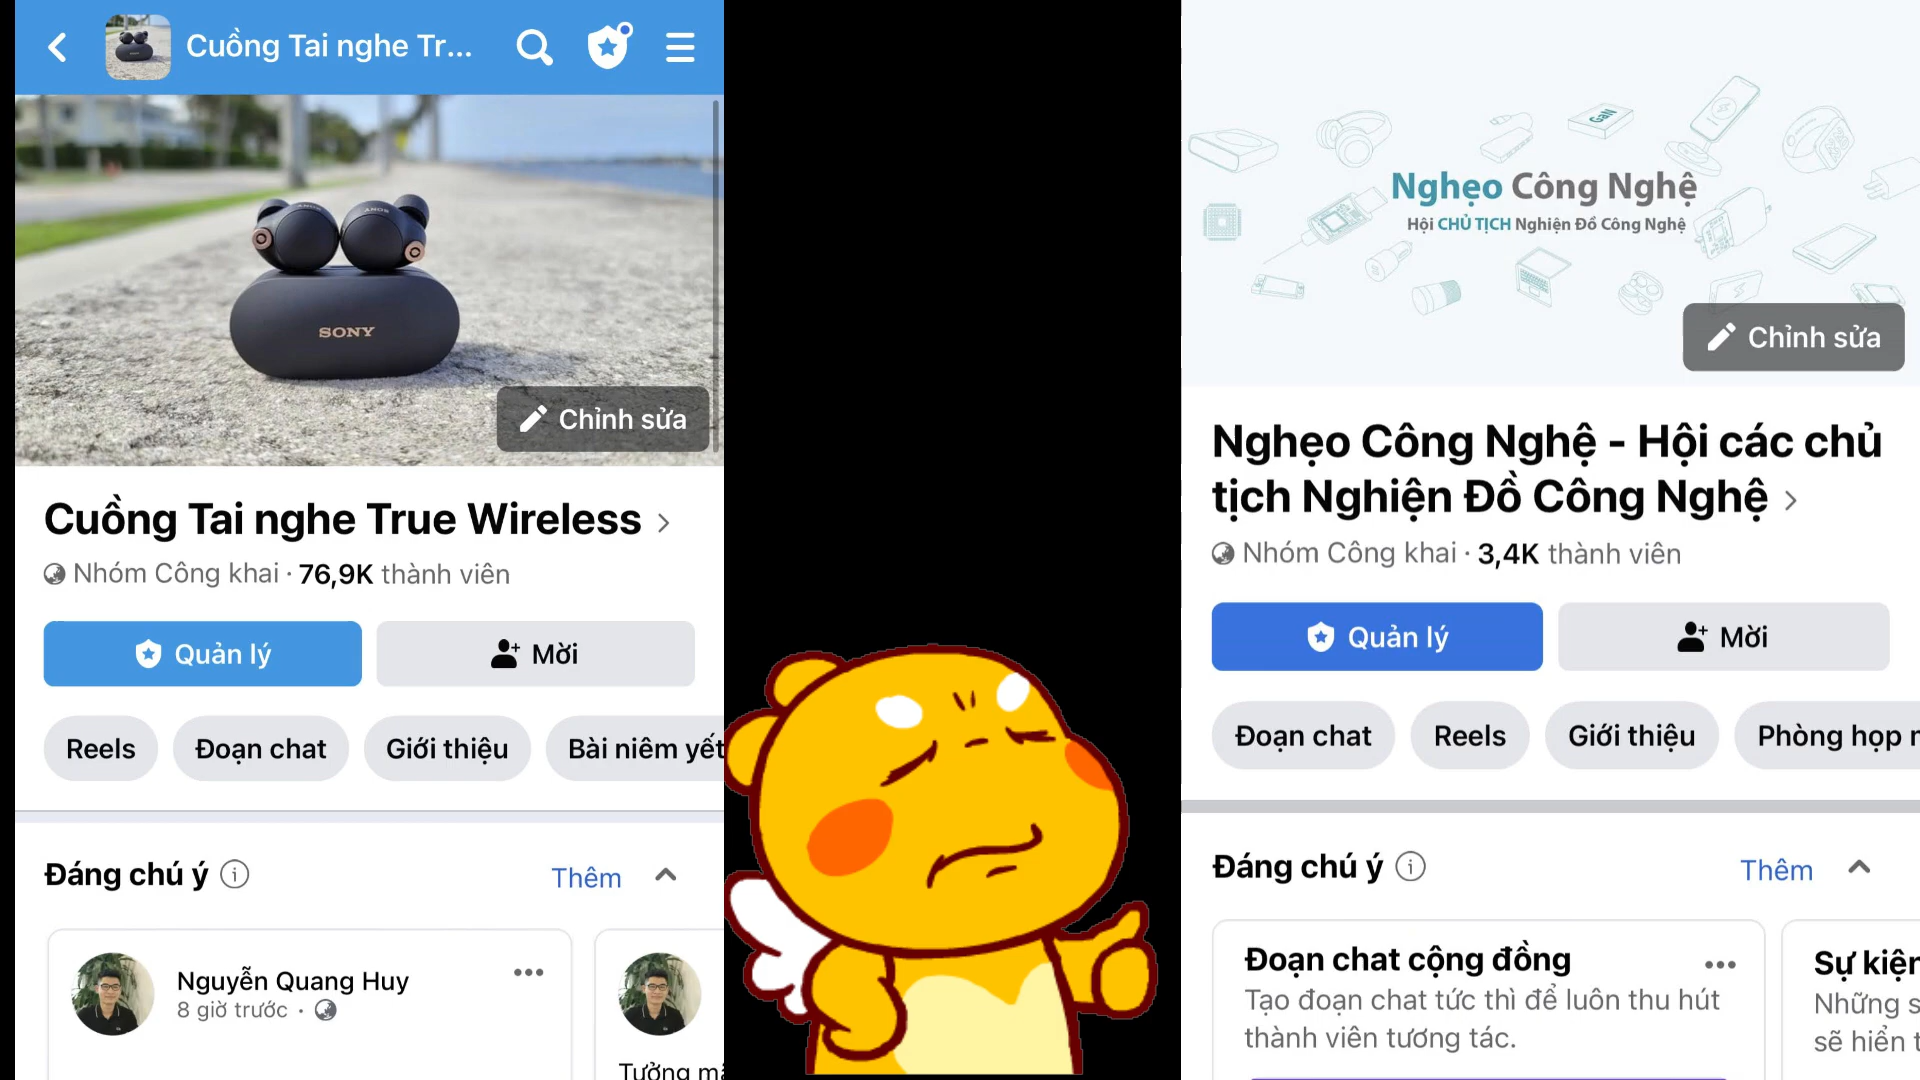 Cuồng Tai nghe Tr...
SONY
Chỉnh sửa
Cuồng Tai nghe True Wireless
Nhóm Công khai · 76,9K thành viên
Quản lý
Mời
Reels
Đoạn chat
Giới thiệu
Bài niêm yết
Đáng chú ý
Thêm
Nguyễn Quang Huy
8 giờ trước ·
Tưởng
GaN
Nghẹo Công Nghệ
Hội CHỦ TỊCH Nghiện Đồ Công Nghệ
Chỉnh sửa
Nghẹo Công Nghệ - Hội các chủ
tịch Nghiện Đồ Công Nghệ
Nhóm Công khai · 3,4K thành viên
Quản lý
Mời
Đoạn chat
Reels
Giới thiệu
Phòng họp
Đáng chú ý
Thêm
Đoạn chat cộng đồng
Tạo đoạn chat tức thì để luôn thu hút
thành viên tương tác.
Sự kiện
Những
sẽ hiển